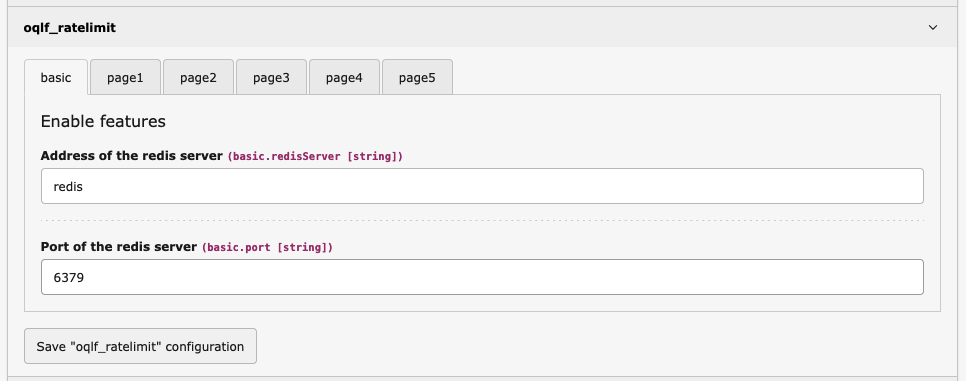 oqlf_ratelimit
basic page1 page2 page3 page4 page5
Enable features
Address of the redis server (basic.redisServer [string])
redis
Port of the redis server (basic.port [string])
6379
Save "oqlf_ratelimit" configuration